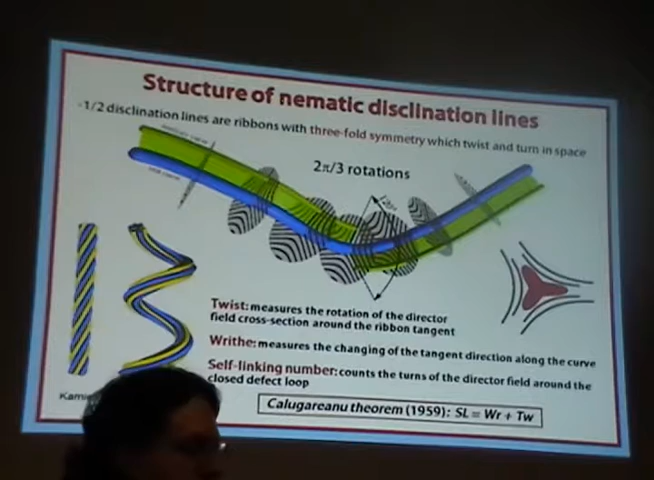 Structure of nematic disclination lines
-1/2 disclination lines are ribbons with three-fold symmetry which twist and turn in space
2π/3 rotations
120°
Twist: measures the rotation of the director
field cross-section around the ribbon tangent
Writhe: measures the changing of the tangent direction along the curve
Self-linking number: counts the turns of the director field around the
closed defect loop
Calugareanu theorem (1959): SL = Wr + Tw